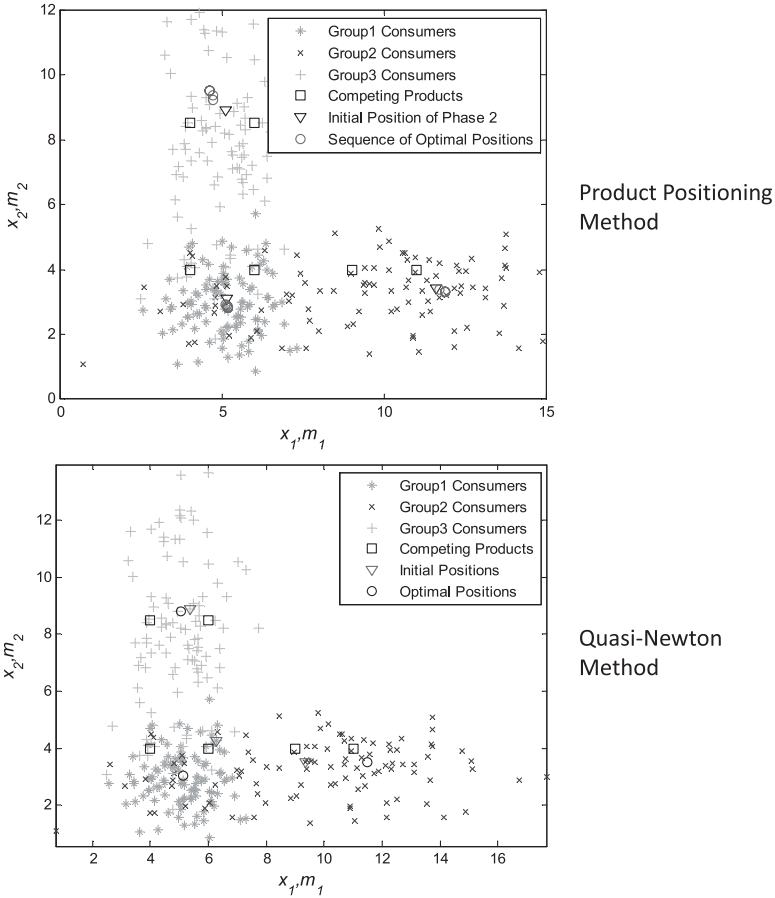 12
10
8
6
4
2
0
x2,m2
0
5
10
15
x1,m1
Group1 Consumers
Group2 Consumers
Group3 Consumers
Competing Products
Initial Position of Phase 2
Sequence of Optimal Positions
Product Positioning
Method
12
10
8
6
4
2
x2,m2
2
4
6
8
10
12
14
16
x1,m1
Group1 Consumers
Group2 Consumers
Group3 Consumers
Competing Products
Initial Positions
Optimal Positions
Quasi-Newton
Method